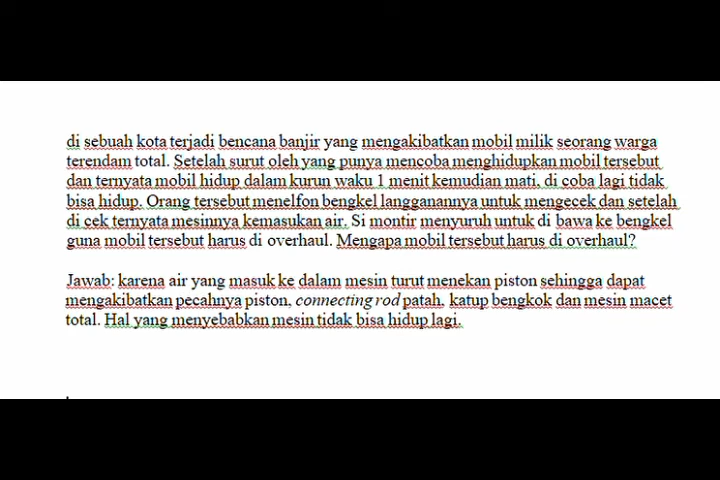 di sebuah kota terjadi bencana banjir yang mengakibatkan mobil milik seorang warga
terendam total. Setelah surut oleh yang punya mencoba menghidupkan mobil tersebut
dan ternyata mobil hidup dalam kurun waku 1 menit kemudian mati, di coba lagi tidak
bisa hidup. Orang tersebut menelfon bengkel langganannya untuk mengecek dan setelah
di cek ternyata mesinnya kemasukan air. Si montir menyuruh untuk di bawa ke bengkel
guna mobil tersebut harus di overhaul. Mengapa mobil tersebut harus di overhaul?
Jawab: karena air yang masuk ke dalam mesin turut menekan piston sehingga dapat
mengakibatkan pecahnya piston, connecting rod patah, katup bengkok dan mesin macet
total. Hal yang menyebabkan mesin tidak bisa hidup lagi.